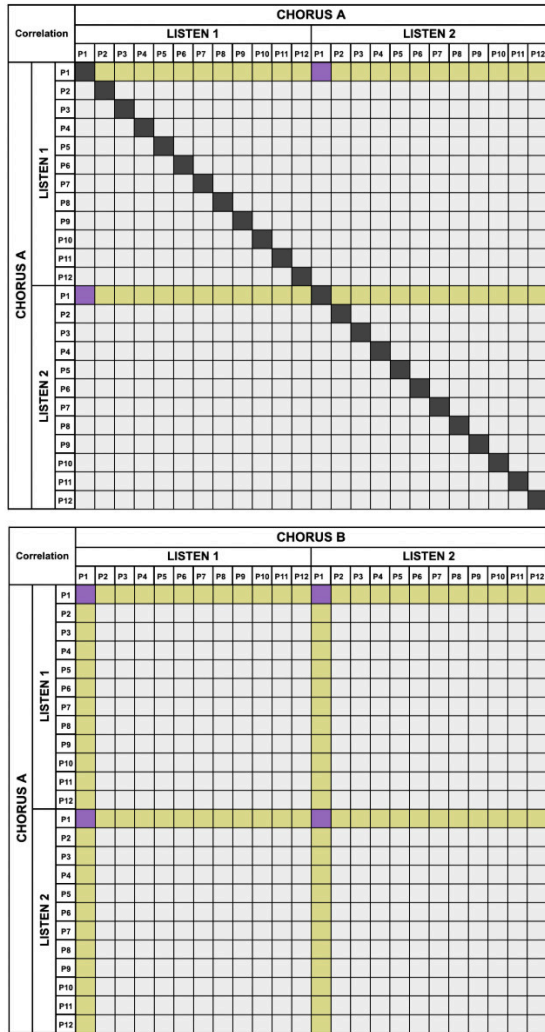 CHORUS A
Correlation
LISTEN 1 LISTEN 2
P1 P2 P3 P4 P5 P6 P7 P8 P9 P10 P11 P12 P1 P2 P3 P4 P5 P6 P7 P8 P9 P10 P11 P12
CHORUS A
LISTEN 1
P1
P2
P3
P4
P5
P6
P7
P8
P9
P10
P11
P12
LISTEN 2
P1
P2
P3
P4
P5
P6
P7
P8
P9
P10
P11
P12
CHORUS B
Correlation
LISTEN 1 LISTEN 2
P1 P2 P3 P4 P5 P6 P7 P8 P9 P10 P11 P12 P1 P2 P3 P4 P5 P6 P7 P8 P9 P10 P11 P12
CHORUS A
LISTEN 1
P1
P2
P3
P4
P5
P6
P7
P8
P9
P10
P11
P12
LISTEN 2
P1
P2
P3
P4
P5
P6
P7
P8
P9
P10
P11
P12